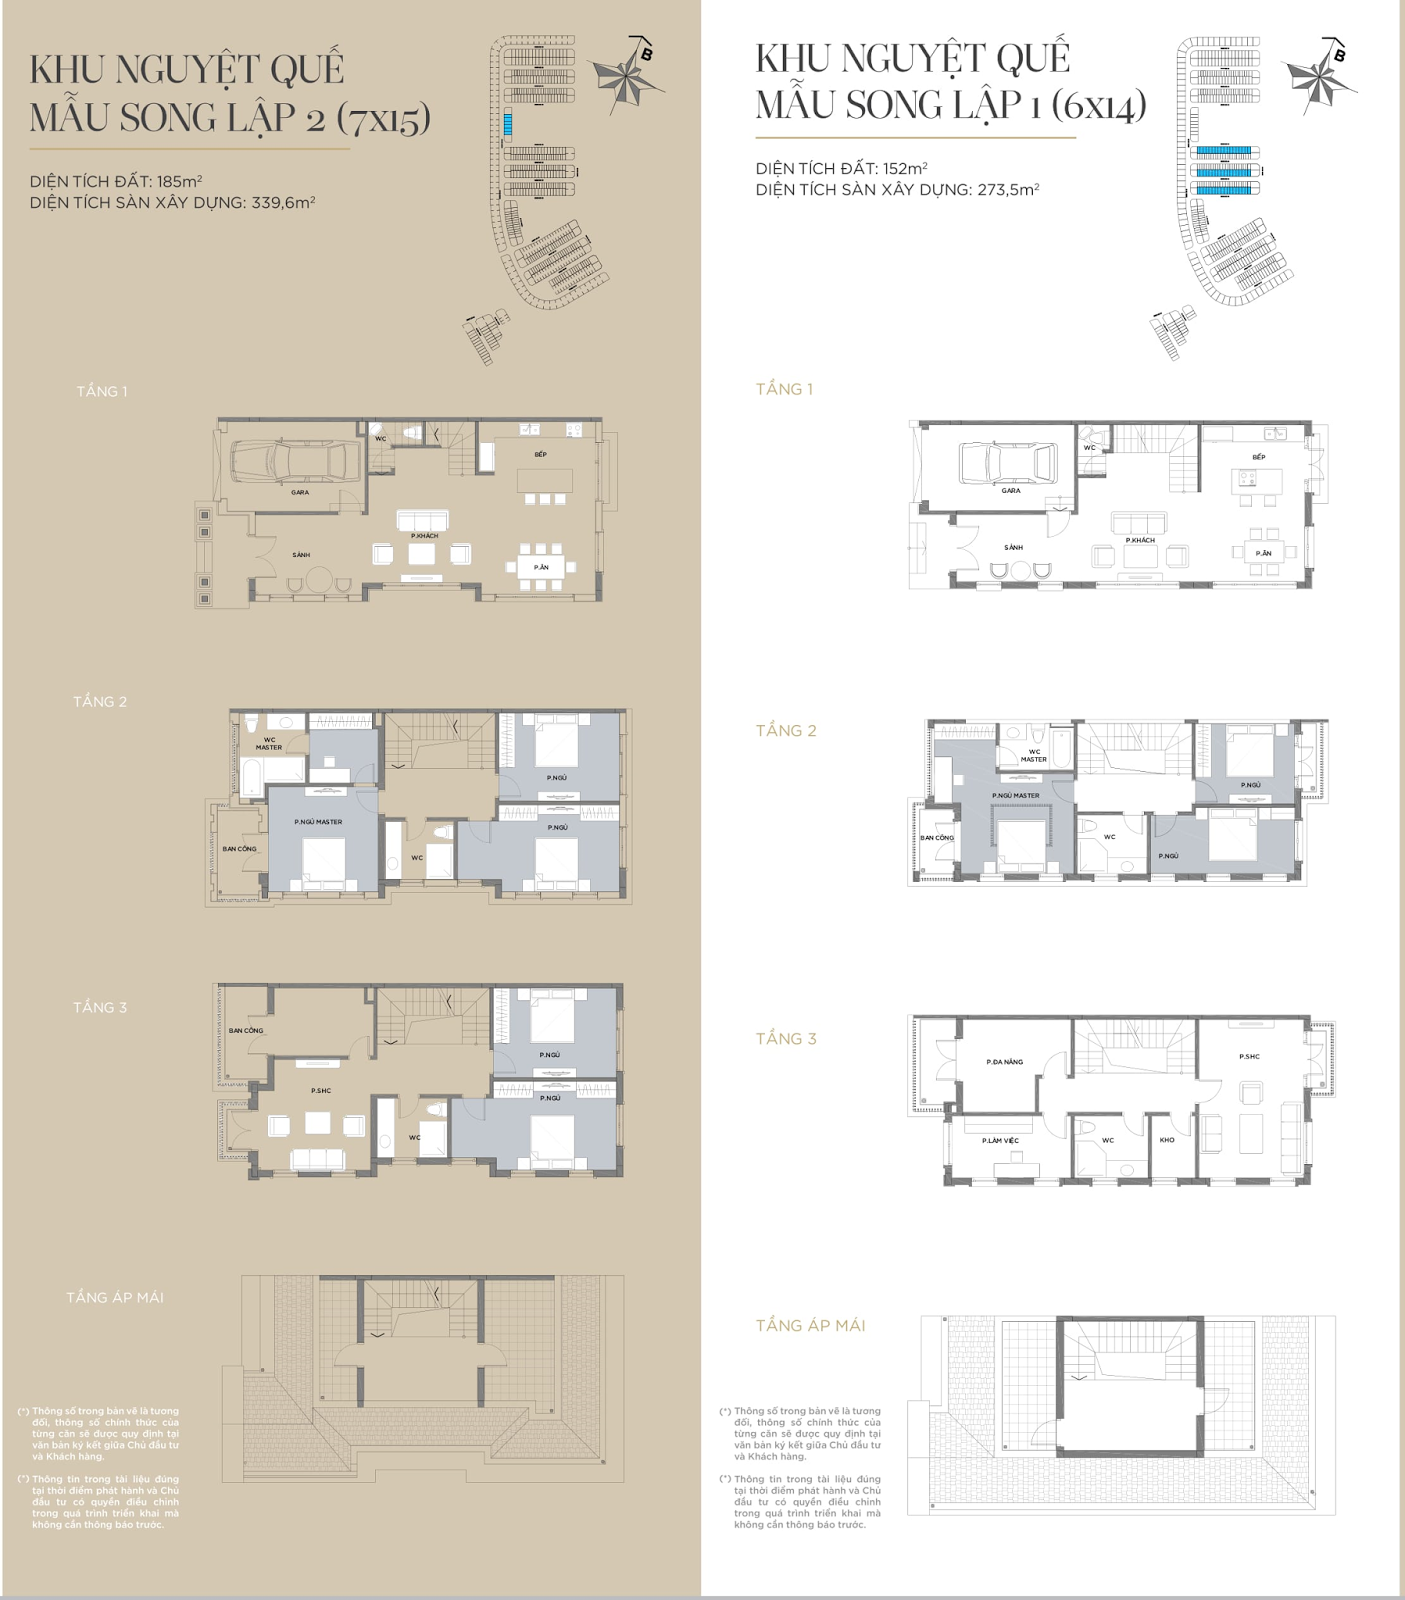 KHU NGUYỆT QUẾ
MẪU SONG LẬP 2 (7x15)
DIỆN TÍCH ĐẤT: 185m²
DIỆN TÍCH SÀN XÂY DỰNG: 339,6m²
B
TẦNG 1
WC
BẾP
GARA
P.KHÁCH
SẢNH
P.ĂN
TẦNG 2
WC
MASTER
P.NGỦ
P.NGỦ MASTER
P.NGỦ
BAN CÔNG
WC
TẦNG 3
BAN CÔNG
P.NGỦ
P.SHC
P.NGỦ
WC
TẦNG ÁP MÁI
(*) Thông số trong bản vẽ là tương
đối, thông số chính thức của
từng căn sẽ được quy định tại
văn bản ký kết giữa Chủ đầu tư
và Khách hàng.
(*) Thông tin trong tài liệu đúng
tại thời điểm phát hành và Chủ
đầu tư có quyền điều chỉnh
trong quá trình triển khai mà
không cần thông báo trước.
KHU NGUYỆT QUẾ
MẪU SONG LẬP 1 (6x14)
DIỆN TÍCH ĐẤT: 152m²
DIỆN TÍCH SÀN XÂY DỰNG: 273,5m²
B
TẦNG 1
WC
BẾP
GARA
P.KHÁCH
SẢNH
P.ĂN
TẦNG 2
WC
MASTER
P.NGỦ
P.NGỦ MASTER
BAN CÔNG
WC
P.NGỦ
TẦNG 3
P.ĐA NĂNG
P.SHC
P.LÀM VIỆC
WC
KHO
TẦNG ÁP MÁI
(*) Thông số trong bản vẽ là tương
đối, thông số chính thức của
từng căn sẽ được quy định tại
văn bản ký kết giữa Chủ đầu tư
và Khách hàng.
(*) Thông tin trong tài liệu đúng
tại thời điểm phát hành và Chủ
đầu tư có quyền điều chỉnh
trong quá trình triển khai mà
không cần thông báo trước.